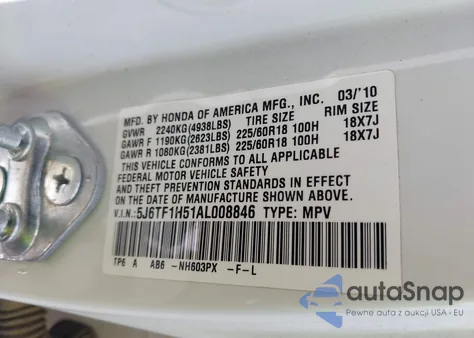 MFD. BY HONDA OF AMERICA MFG., INC. 03/'10
GVWR 2240KG(4938LBS) TIRE SIZE RIM SIZE
GAWR F 1190KG(2623LBS) 225/60R18 100H 18X7J
GAWR R 1080KG(2381LBS) 225/60R18 100H 18X7J
THIS VEHICLE CONFORMS TO ALL APPLICABLE
FEDERAL MOTOR VEHICLE SAFETY
AND THEFT PREVENTION STANDARDS IN EFFECT
ON THE DATE OF MANUFACTURE SHOWN ABOVE.
V.I.N: 5J6TF1H51AL008846 TYPE: MPV
TP6 A AB6 -NH603PX -F-L
autoSnap
Pewne auta z aukcji USA i EU